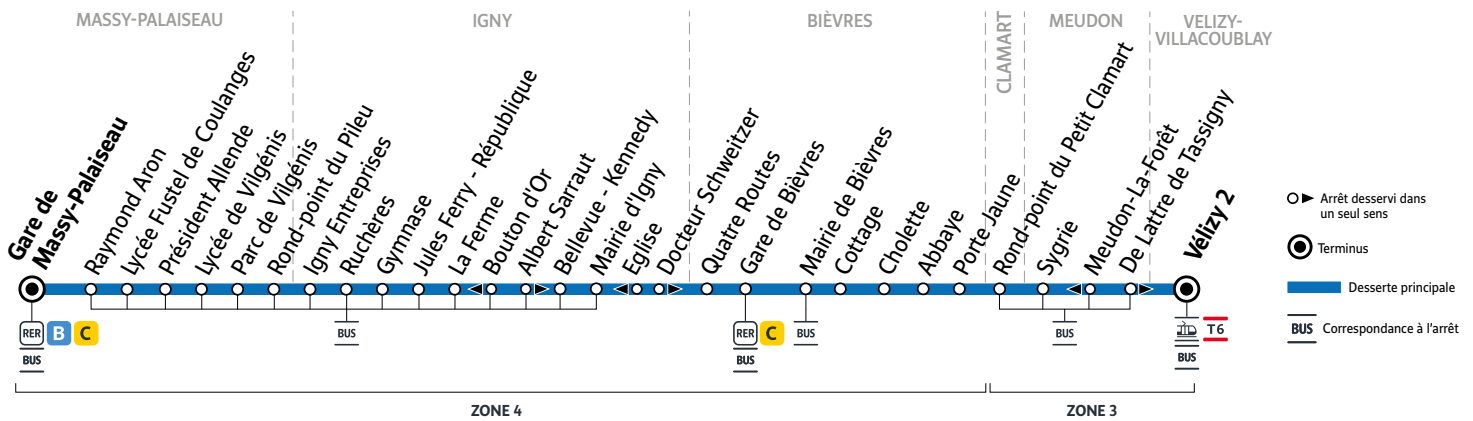 MASSY-PALAISEAU
IGNY
BIÈVRES
CLAMART
MEUDON
VELIZY-
VILLACOUBLAY
Gare de
Massy-Palaiseau
Raymond Aron
Lycée Fustel de Coulanges
Président Allende
Lycée de Vilgénis
Parc de Vilgénis
Rond-point du Pileu
Igny Entreprises
Ruchères
Gymnase
Jules Ferry - République
La Ferme
Bouton d'Or
Albert Sarraut
Bellevue - Kennedy
Mairie d'Igny
Eglise
Docteur Schweitzer
Quatre Routes
Gare de Bièvres
Mairie de Bièvres
Cottage
Cholette
Abbaye
Porte Jaune
Rond-point du Petit Clamart
Sygrie
Meudon-La-Forêt
De Lattre de Tassigny
Vélizy 2
RER B C
BUS
BUS
RER C
BUS
BUS
BUS
T6
BUS
ZONE 4
ZONE 3
Arrêt desservi dans
un seul sens
Terminus
Desserte principale
BUS Correspondance à l'arrêt